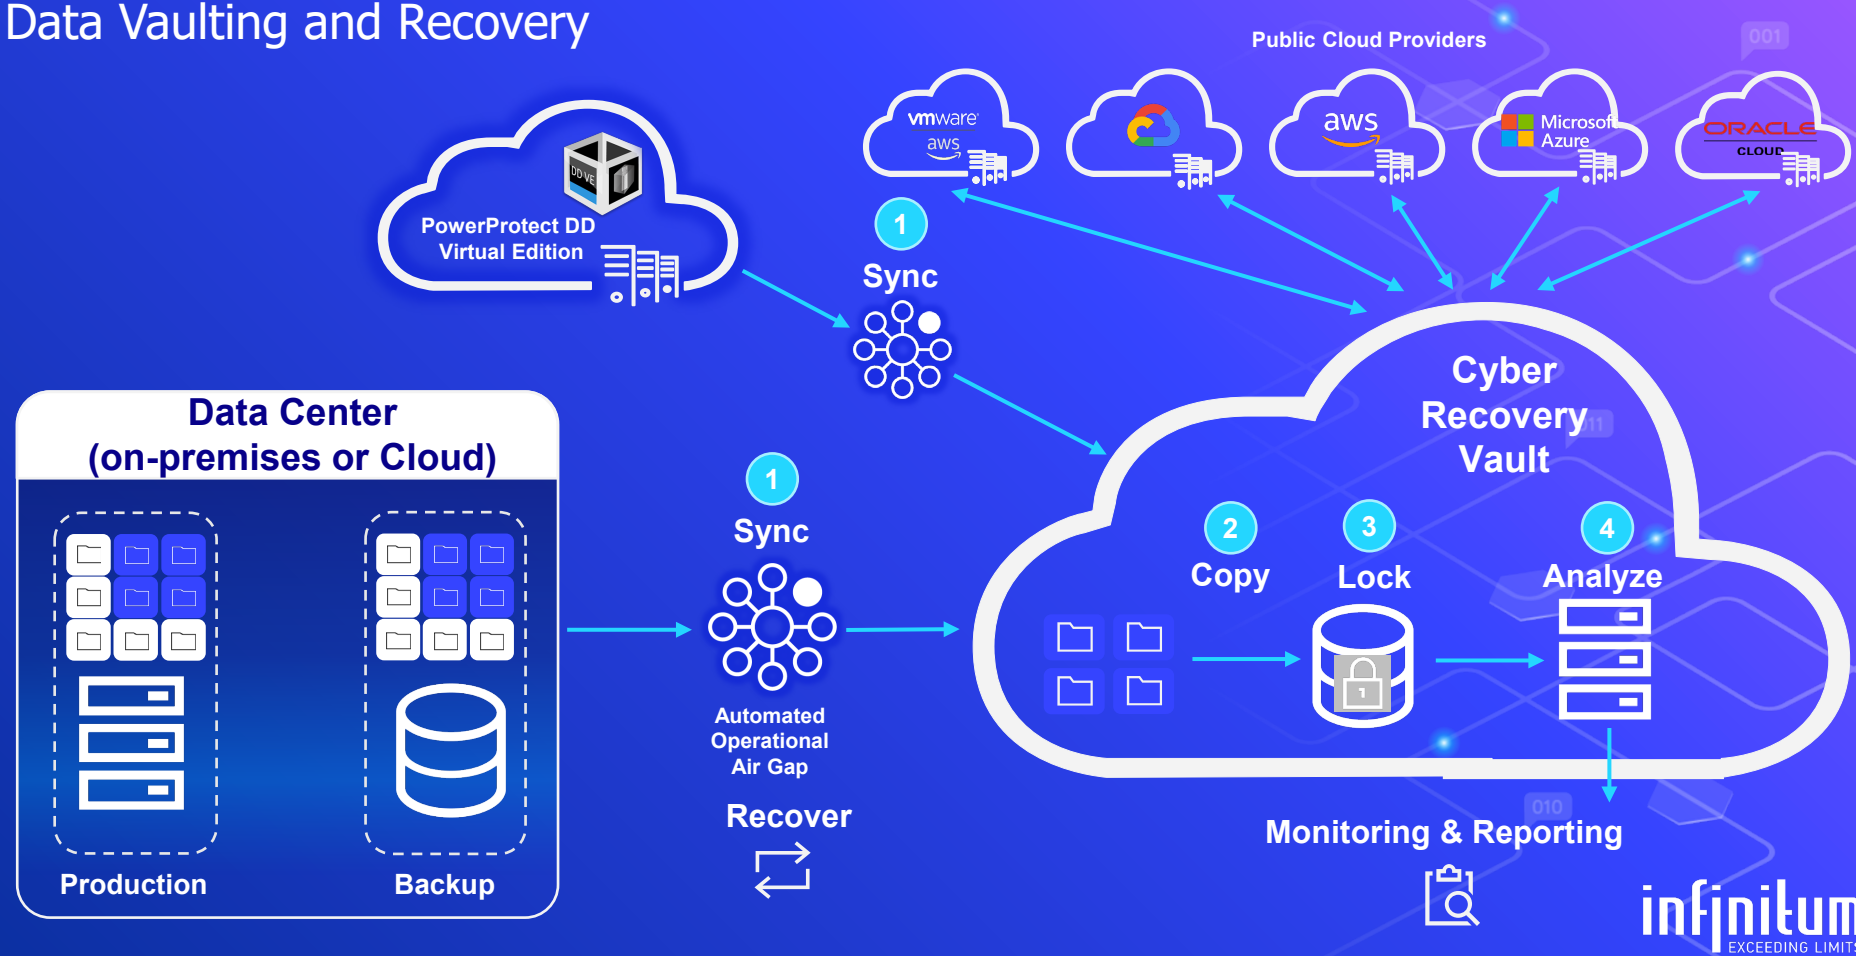 Data Vaulting and Recovery
Public Cloud Providers
001
vmware
aws
aws
Microsoft
Azure
ORACLE
CLOUD
DD VE
PowerProtect DD
Virtual Edition
1
Sync
Cyber
Recovery
Vault
011
Data Center
(on-premises or Cloud)
1
Sync
2
Copy
3
Lock
4
Analyze
Automated
Operational
Air Gap
Recover
010
Monitoring & Reporting
Production
Backup
infinitum
EXCEEDING LIMITS